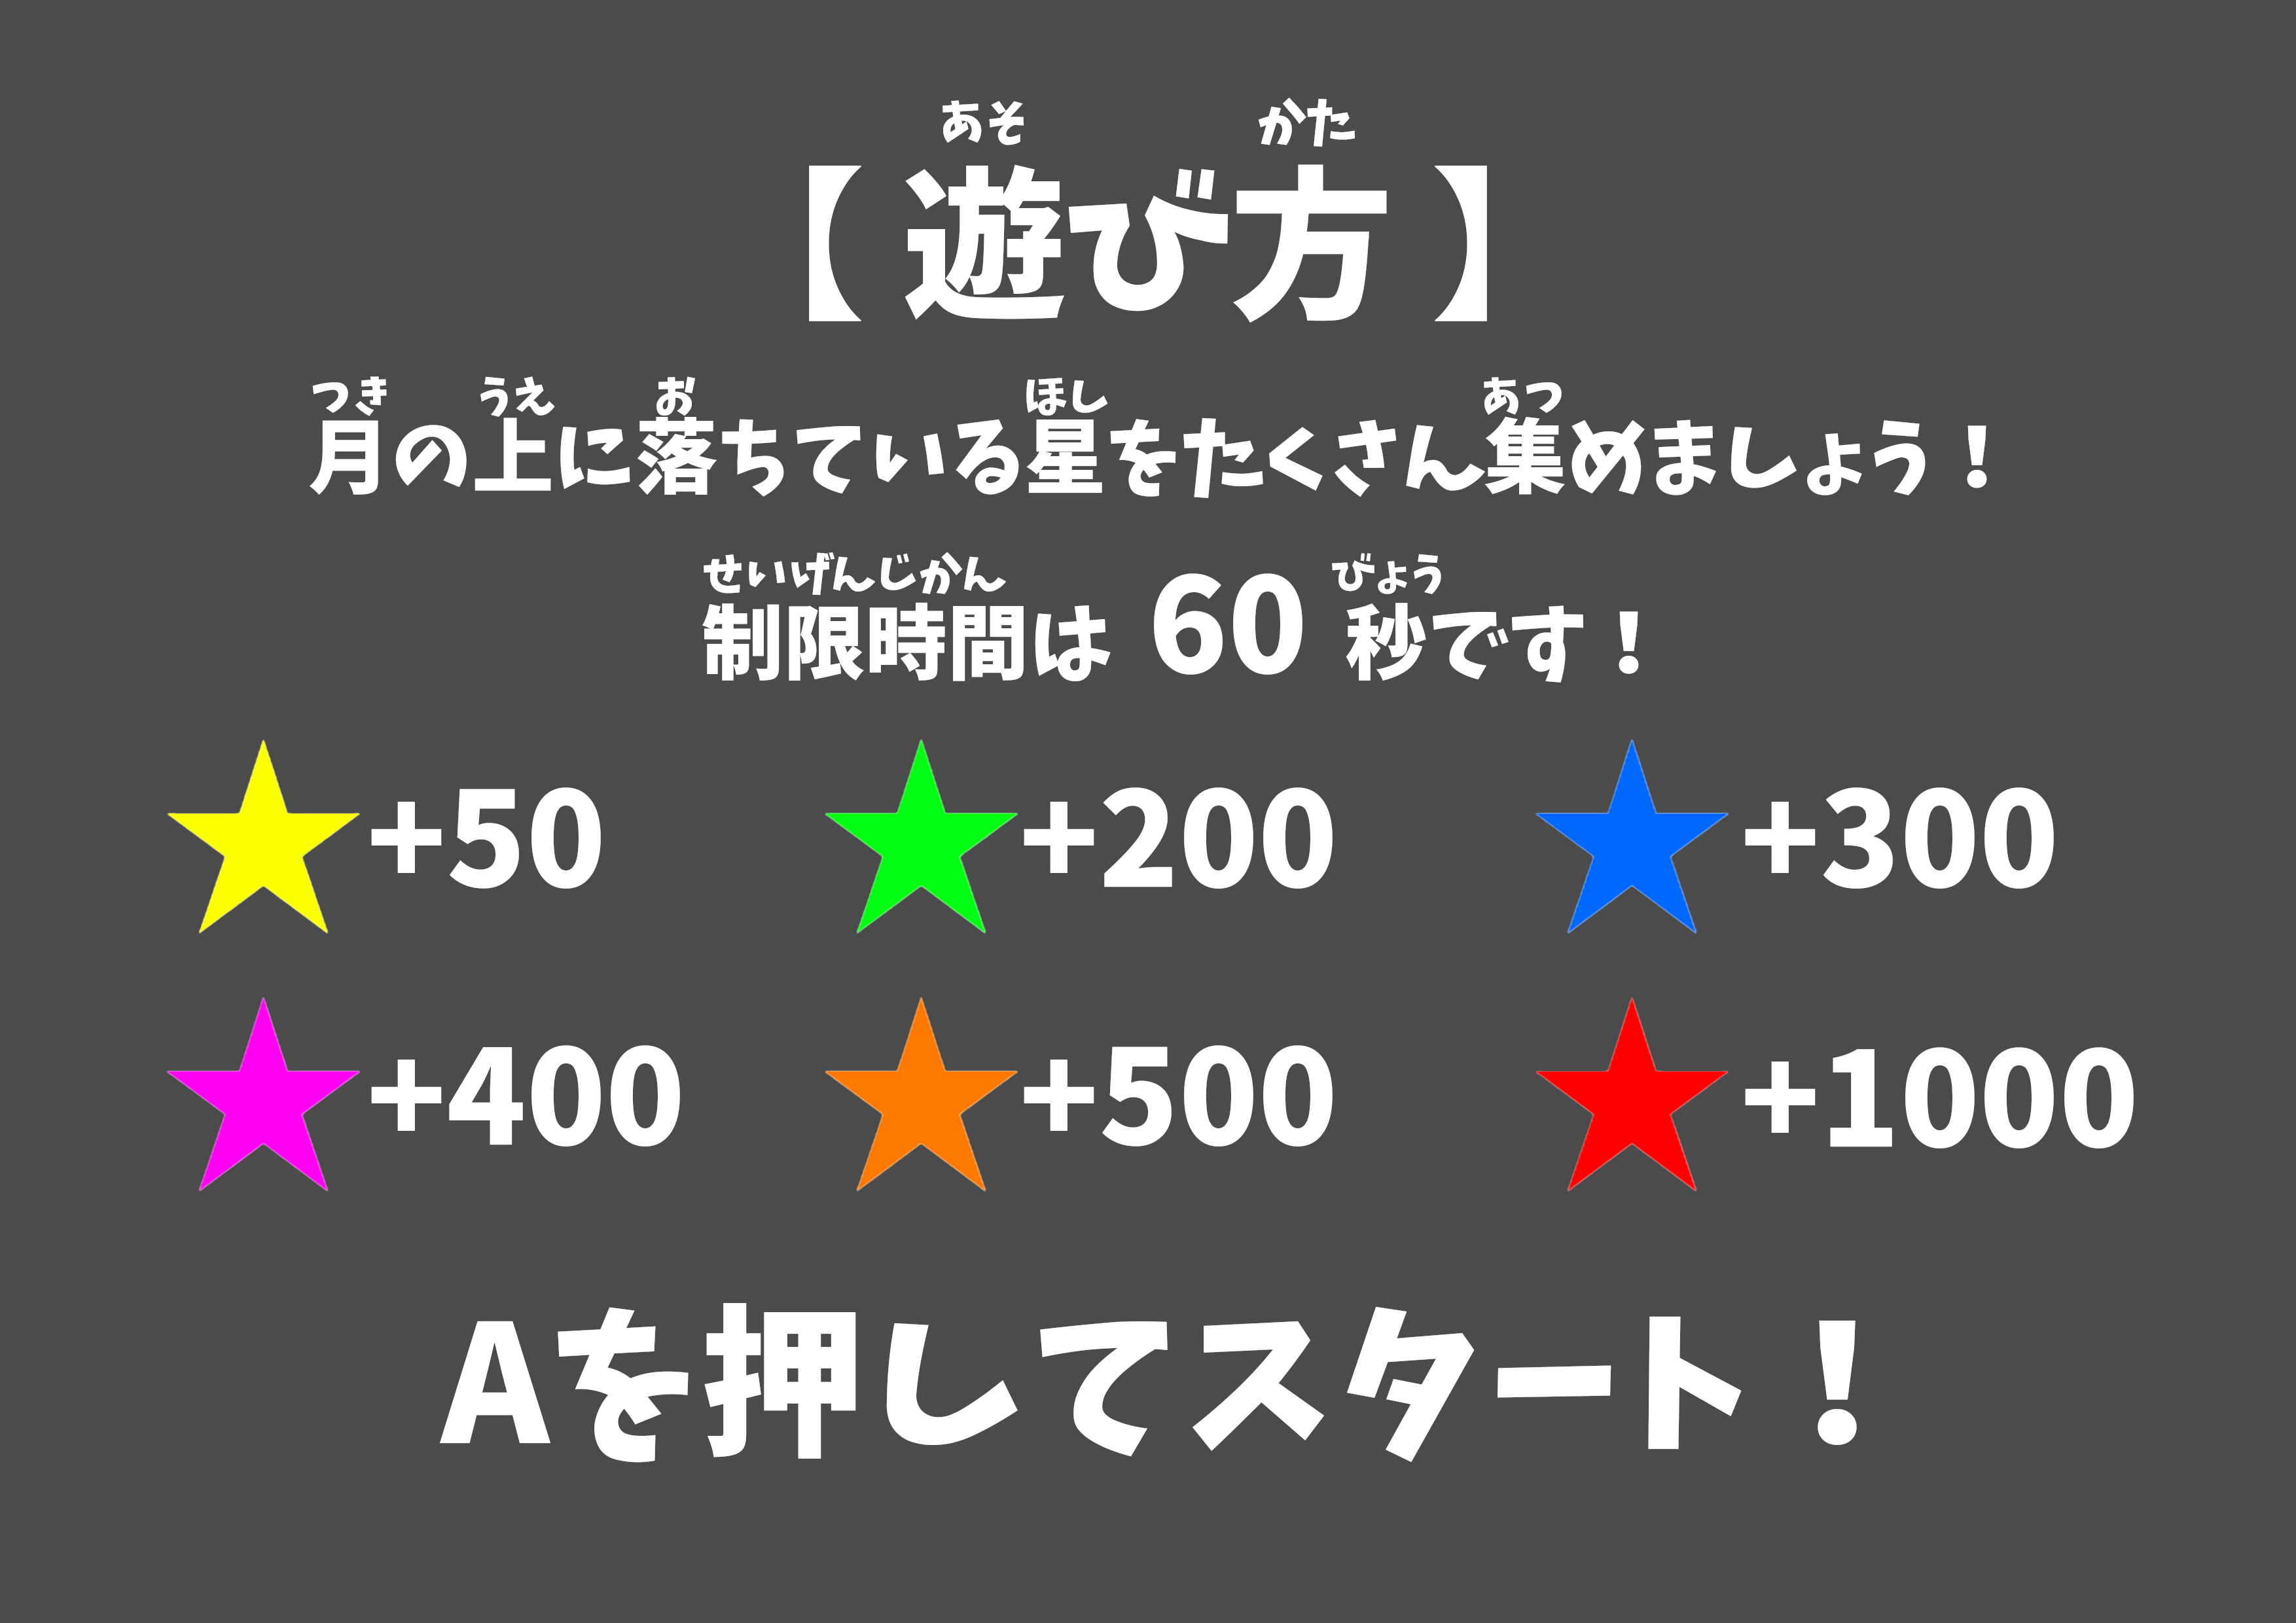 あそ かた
【 遊び方 】
つき うえ お ほし あつ
月の上に落ちている星をたくさん集めましょう！
せいげんじかん びょう
制限時間は 60 秒です！
+50 +200 +300
+400 +500 +1000
Aを押してスタート！